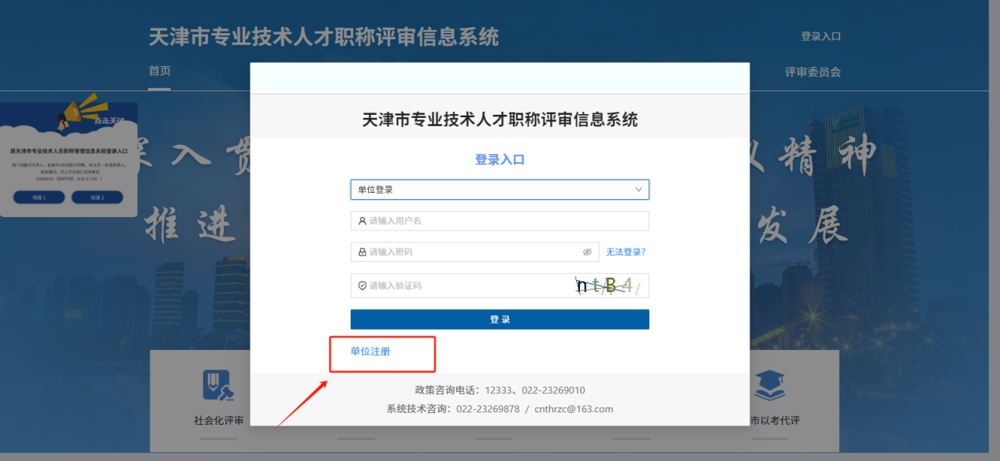 天津市专业技术人才职称评审信息系统
登录入口
首页
评审委员会
点击关闭
原天津市专业技术人员职称管理信息系统登录入口
线路 1
线路 2
深入贯
以精神
推进
发展
天津市专业技术人才职称评审信息系统
登录入口
单位登录
请输入用户名
请输入密码
无法登录?
请输入验证码
ntB4
登 录
单位注册
政策咨询电话：12333、022-23269010
系统技术咨询：022-23269878 / cnthrzc@163.com
社会化评审
市以考代评